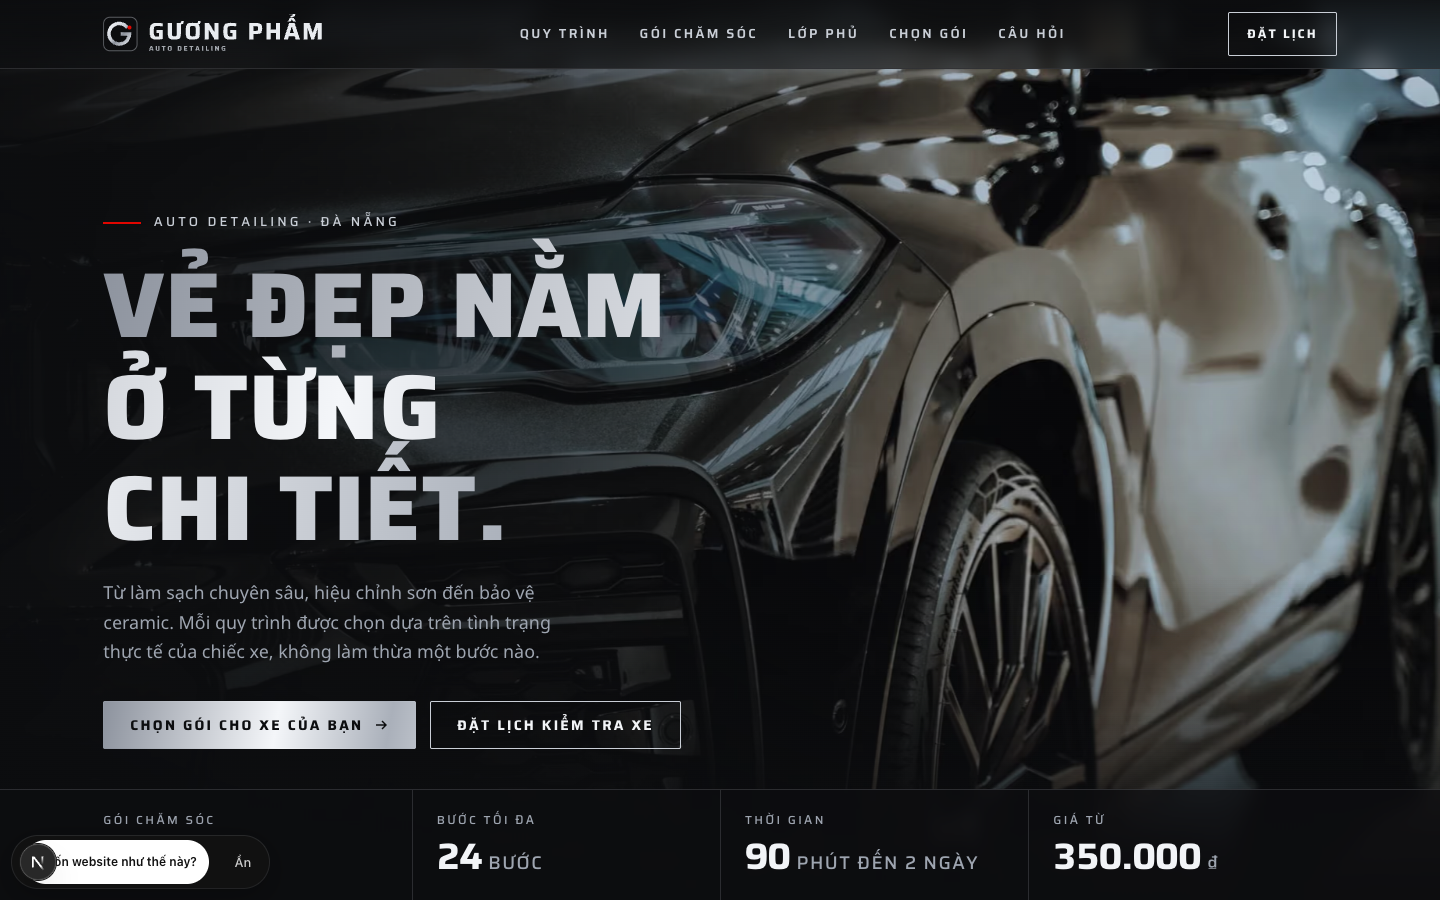 GƯƠNG PHẨM
AUTO DETAILING
QUY TRÌNH
GÓI CHĂM SÓC
LỚP PHỦ
CHỌN GÓI
CÂU HỎI
ĐẶT LỊCH
AUTO DETAILING · ĐÀ NẴNG
VẺ ĐẸP NẰM
Ở TỪNG
CHI TIẾT.
Từ làm sạch chuyên sâu, hiệu chỉnh sơn đến bảo vệ
ceramic. Mỗi quy trình được chọn dựa trên tình trạng
thực tế của chiếc xe, không làm thừa một bước nào.
CHỌN GÓI CHO XE CỦA BẠN →
ĐẶT LỊCH KIỂM TRA XE
GÓI CHĂM SÓC
BƯỚC TỐI ĐA
24 BƯỚC
THỜI GIAN
90 PHÚT ĐẾN 2 NGÀY
GIÁ TỪ
350.000 ₫
website như thế này?
Ẩn